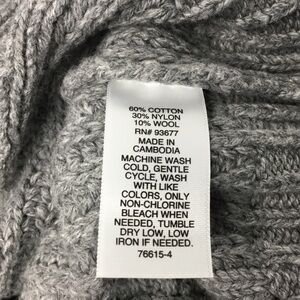 60% COTTON
30% NYLON
10% WOOL
RN# 93677
MADE IN
CAMBODIA
MACHINE WASH
COLD, GENTLE
CYCLE, WASH
WITH LIKE
COLORS, ONLY
NON-CHLORINE
BLEACH WHEN
NEEDED, TUMBLE
DRY LOW, LOW
IRON IF NEEDED.
76615-4